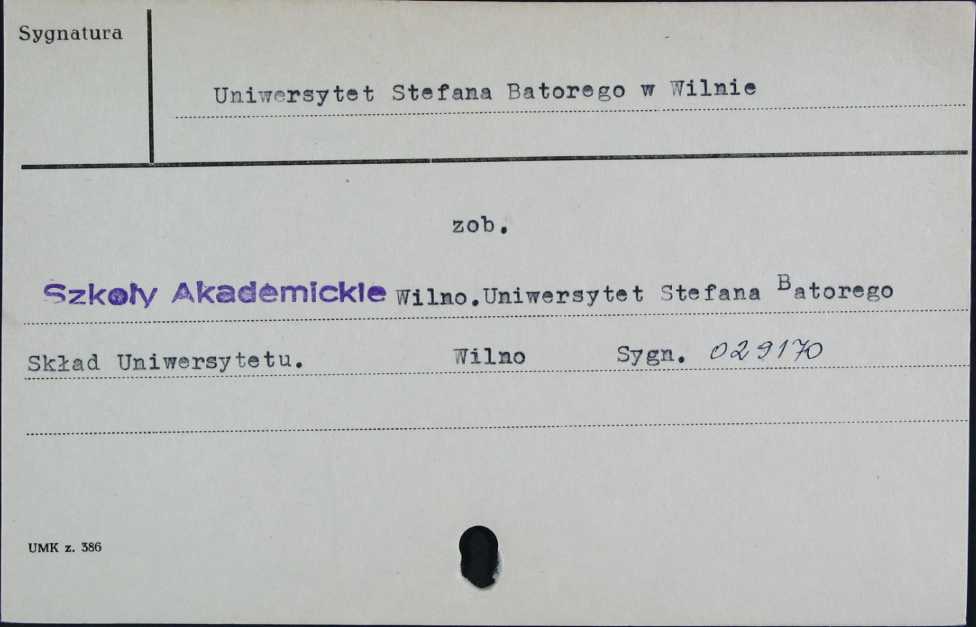 Sygnatura
Uniwersytet Stefana Batorego w Wilnie
zob.
Szkoły Akademickie Wilno.Uniwersytet Stefana Batorego
Skład Uniwersytetu. Wilno Sygn. 029170
UMK z. 386